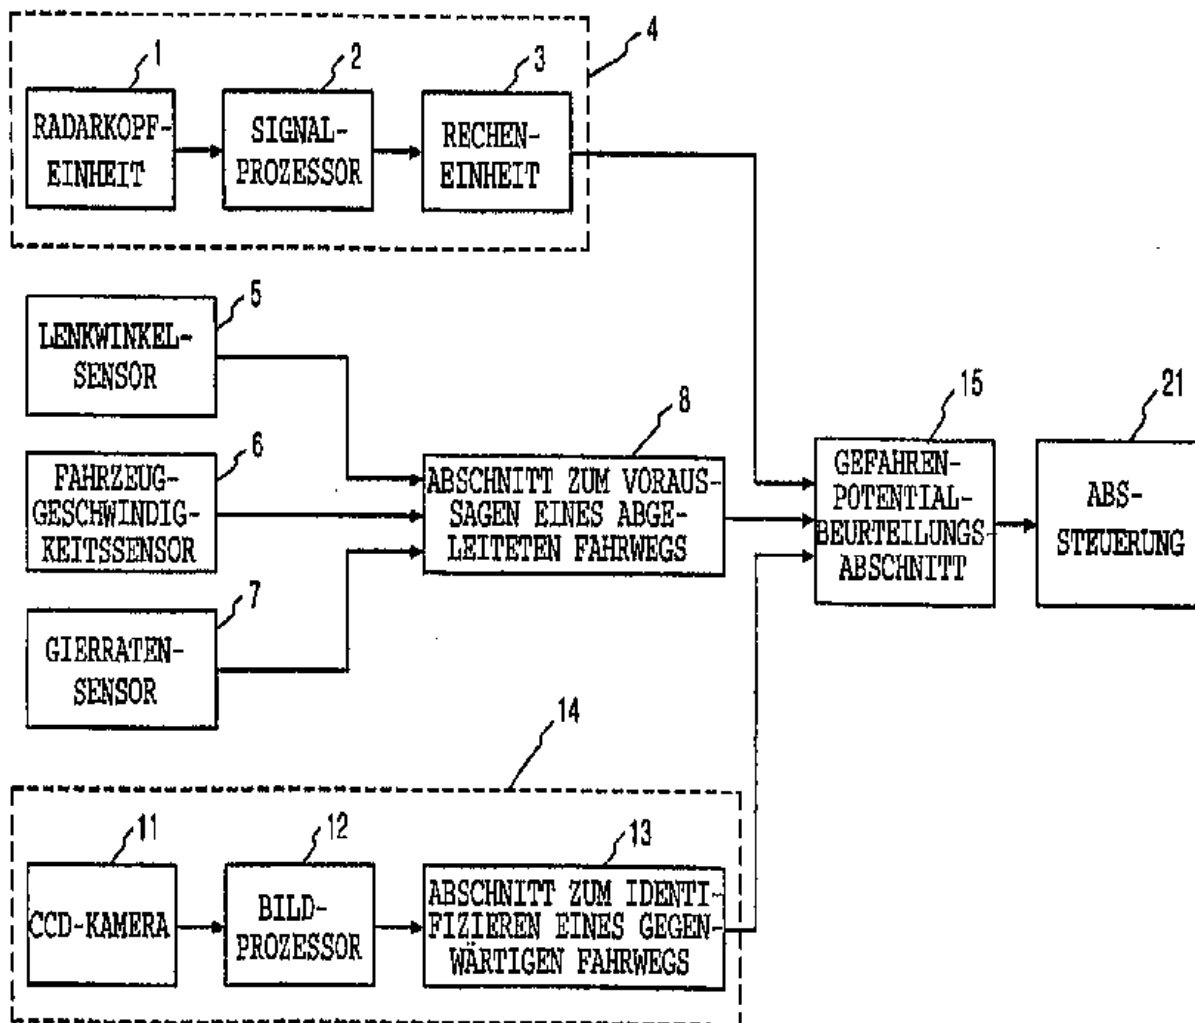 4
1
2
3
RADARKOPF-
EINHEIT
SIGNAL-
PROZESSOR
RECHEN-
EINHEIT
5
LENKWINKEL-
SENSOR
6
FAHRZEUG-
GESCHWINDIG-
KEITSSENSOR
7
GIERRATEN-
SENSOR
8
ABSCHNITT ZUM VORAUS-
SAGEN EINES ABGE-
LEITETEN FAHRWEGS
15
GEFAHREN-
POTENTIAL-
BEURTEILUNGS-
ABSCHNITT
21
ABS-
STEUERUNG
14
11
12
13
CCD-KAMERA
BILD-
PROZESSOR
ABSCHNITT ZUM IDENTI-
FIZIEREN EINES GEGEN-
WÄRTIGEN FAHRWEGS